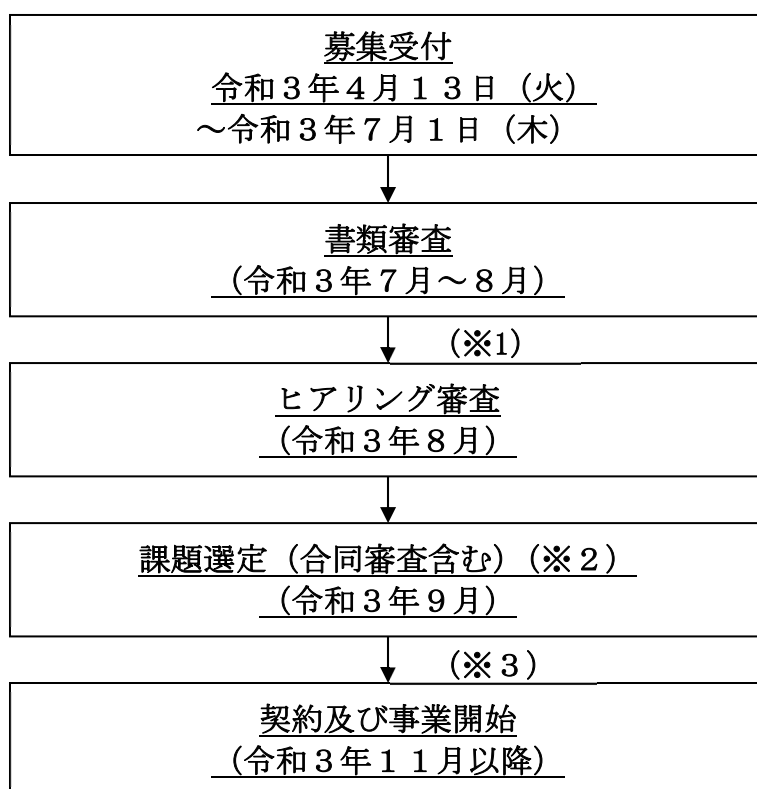 募集受付
令和３年４月１３日（火）
～令和３年７月１日（木）
書類審査
（令和３年７月～８月）
（※1）
ヒアリング審査
（令和３年８月）
課題選定（合同審査含む）（※２）
（令和３年９月）
（※３）
契約及び事業開始
（令和３年１１月以降）